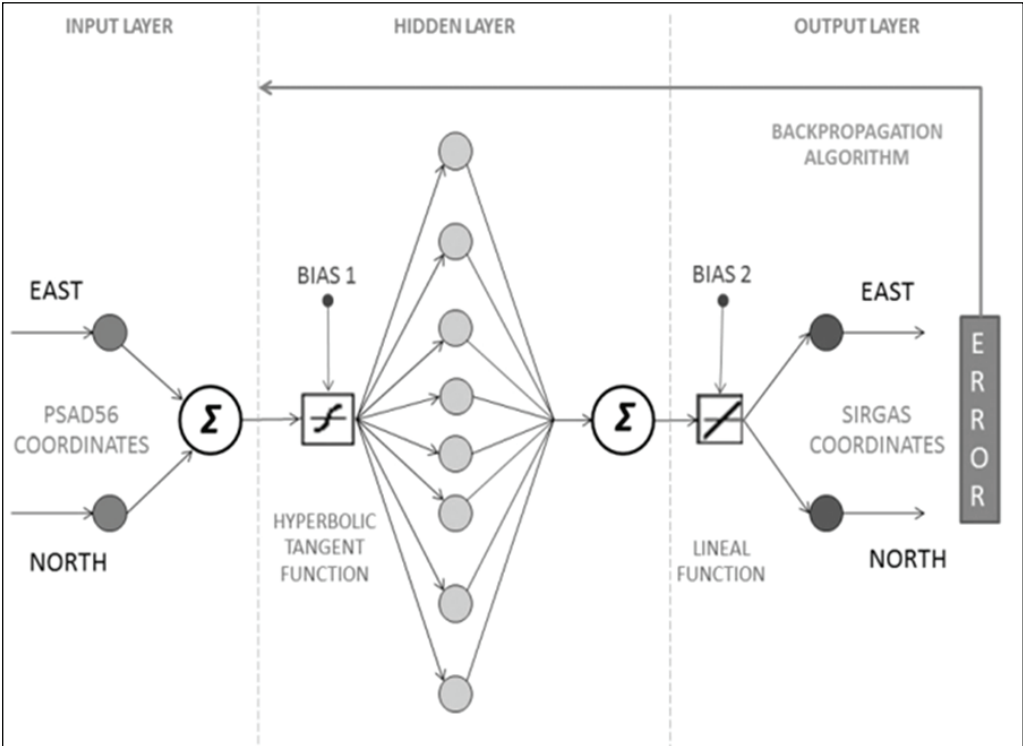 INPUT LAYER
HIDDEN LAYER
OUTPUT LAYER
BACKPROPAGATION
ALGORITHM
EAST
BIAS 1
BIAS 2
EAST
Σ
PSAD56
COORDINATES
Σ
SIRGAS
COORDINATES
ERROR
NORTH
HYPERBOLIC
TANGENT
FUNCTION
LINEAL
FUNCTION
NORTH